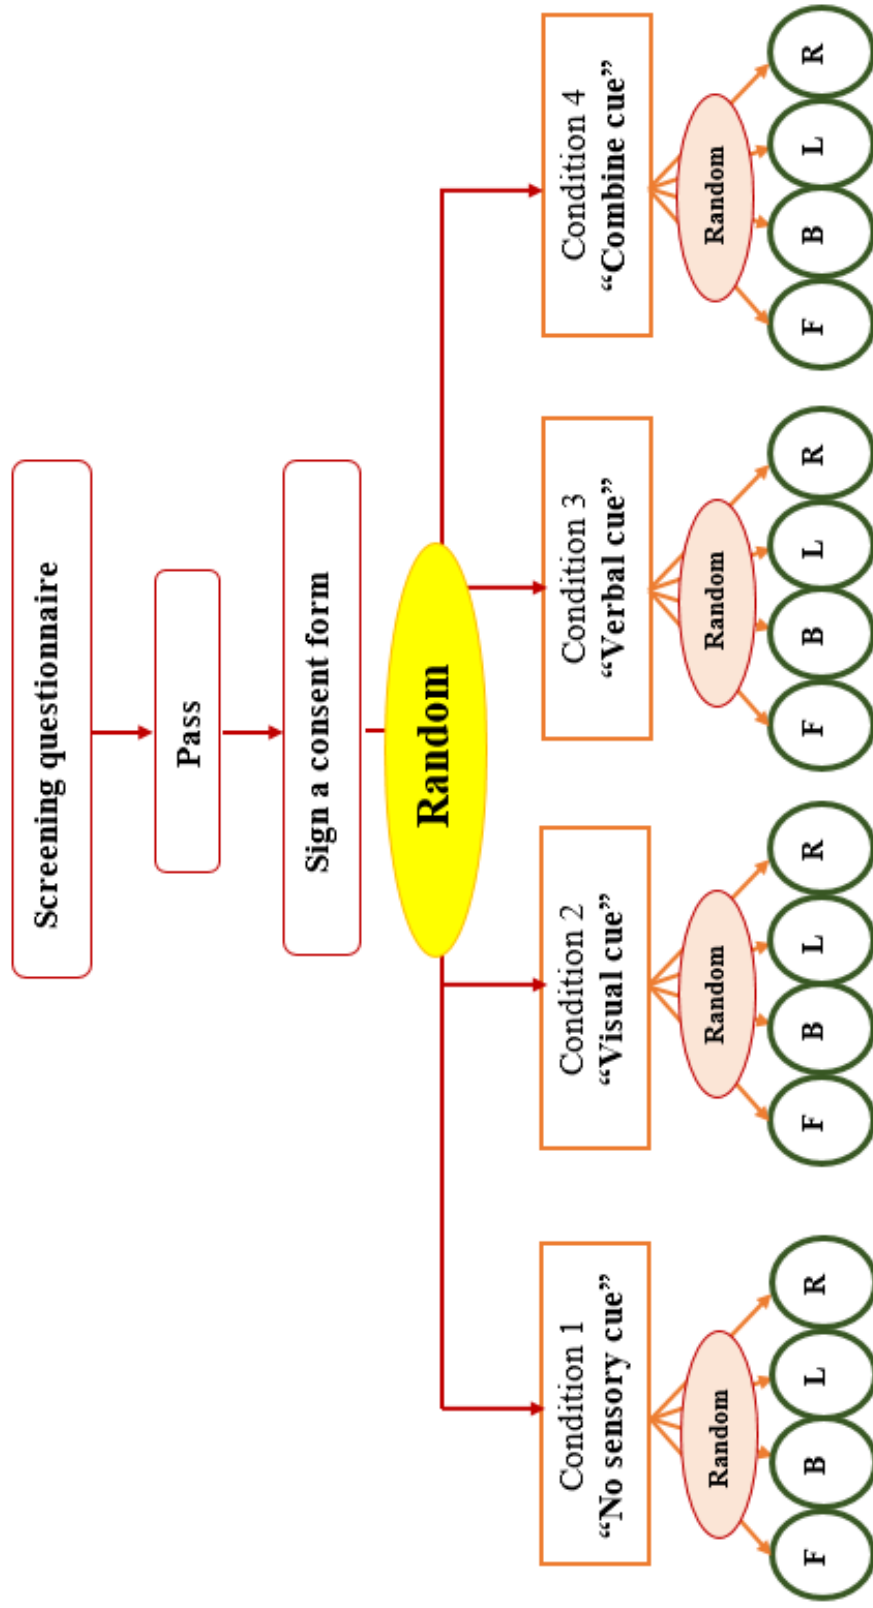 Screening questionnaire
Pass
Sign a consent form
Random
Condition 1
“No sensory cue”
Condition 2
“Visual cue”
Condition 3
“Verbal cue”
Condition 4
“Combine cue”
Random
Random
Random
Random
F B L R
F B L R
F B L R
F B L R